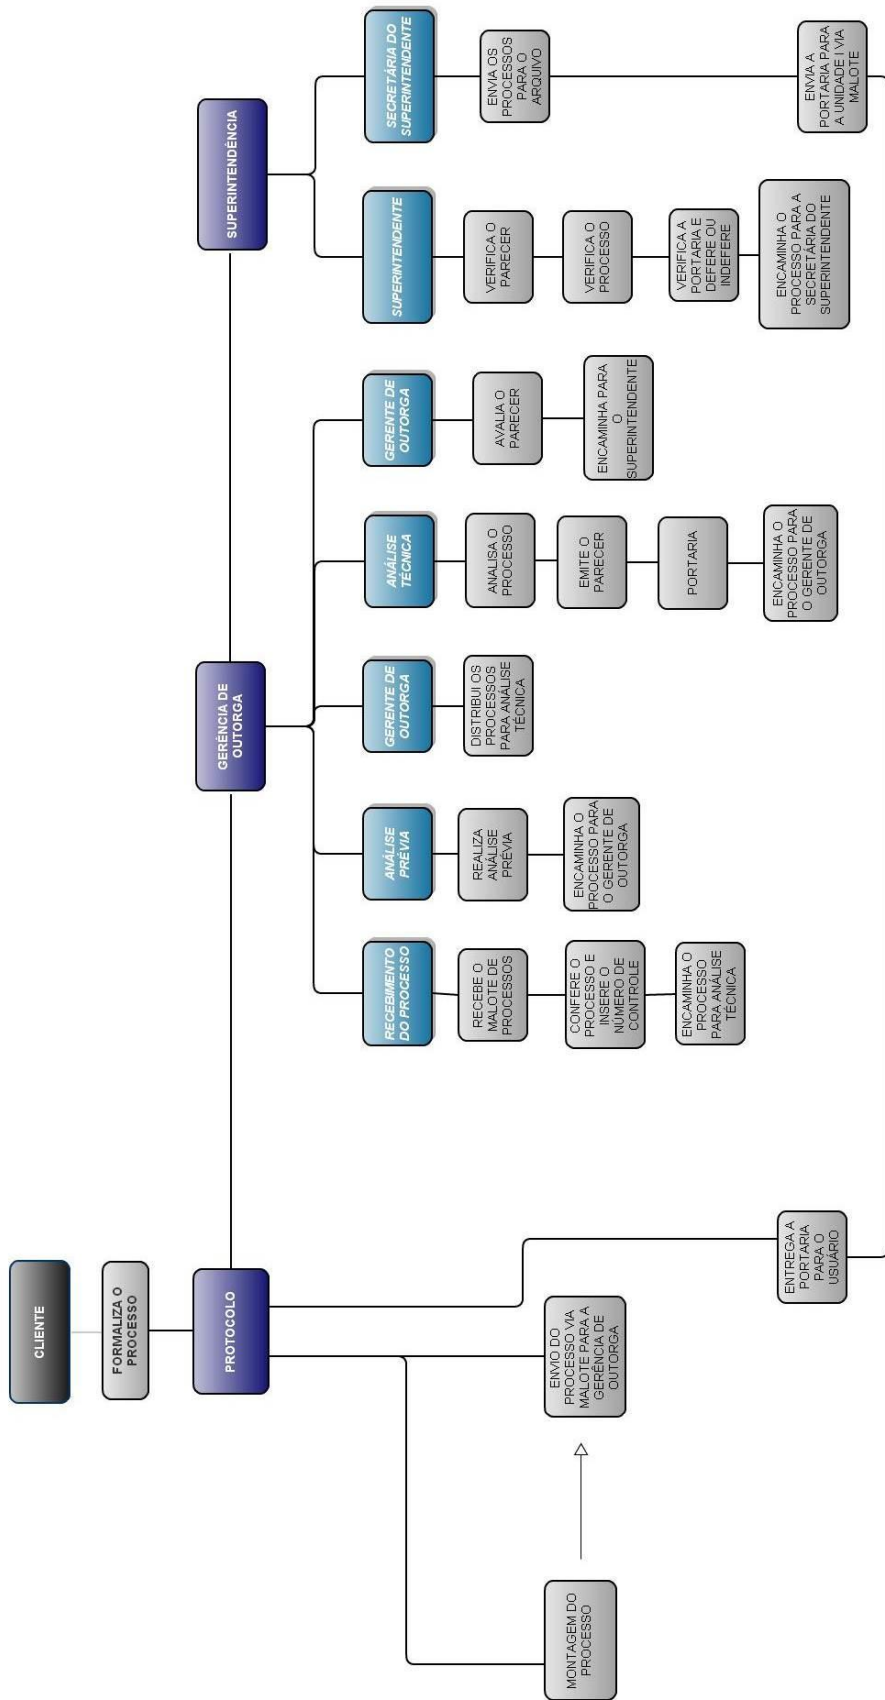 CLIENTE
FORMALIZA O
PROCESSO
PROTOCOLO
MONTAGEM DO
PROCESSO
ENVIO DO
PROCESSO VIA
MALOTE PARA A
GERÊNCIA DE
OUTORGA
ENTREGA A
PORTARIA
PARA O
USUÁRIO
GERÊNCIA DE
OUTORGA
RECEBIMENTO
DO PROCESSO
RECEBE O
MALOTE DE
PROCESSOS
CONFERE O
PROCESSO E
INSERE O
NÚMERO DE
CONTROLE
ENCAMINHA O
PROCESSO
PARA ANÁLISE
TÉCNICA
ANÁLISE
PRÉVIA
REALIZA
ANÁLISE
PRÉVIA
ENCAMINHA O
PROCESSO PARA
O GERENTE DE
OUTORGA
GERENTE DE
OUTORGA
DISTRIBUI OS
PROCESSOS
PARA ANÁLISE
TÉCNICA
ANÁLISE
TÉCNICA
ANALISA O
PROCESSO
EMITE O
PARECER
PORTARIA
ENCAMINHA O
PROCESSO PARA
O GERENTE DE
OUTORGA
GERENTE DE
OUTORGA
AVALIA O
PARECER
ENCAMINHA PARA
O
SUPERINTENDENTE
SUPERINTENDÊNCIA
SUPERINTENDENTE
VERIFICA O
PARECER
VERIFICA O
PROCESSO
VERIFICA A
PORTARIA E
DEFERE OU
INDEFERE
ENCAMINHA O
PROCESSO PARA A
SECRETÁRIA DO
SUPERINTENDENTE
SECRETÁRIA DO
SUPERINTENDENTE
ENVIA OS
PROCESSOS
PARA O
ARQUIVO
ENVIA A
PORTARIA PARA
A UNIDADE I VIA
MALOTE